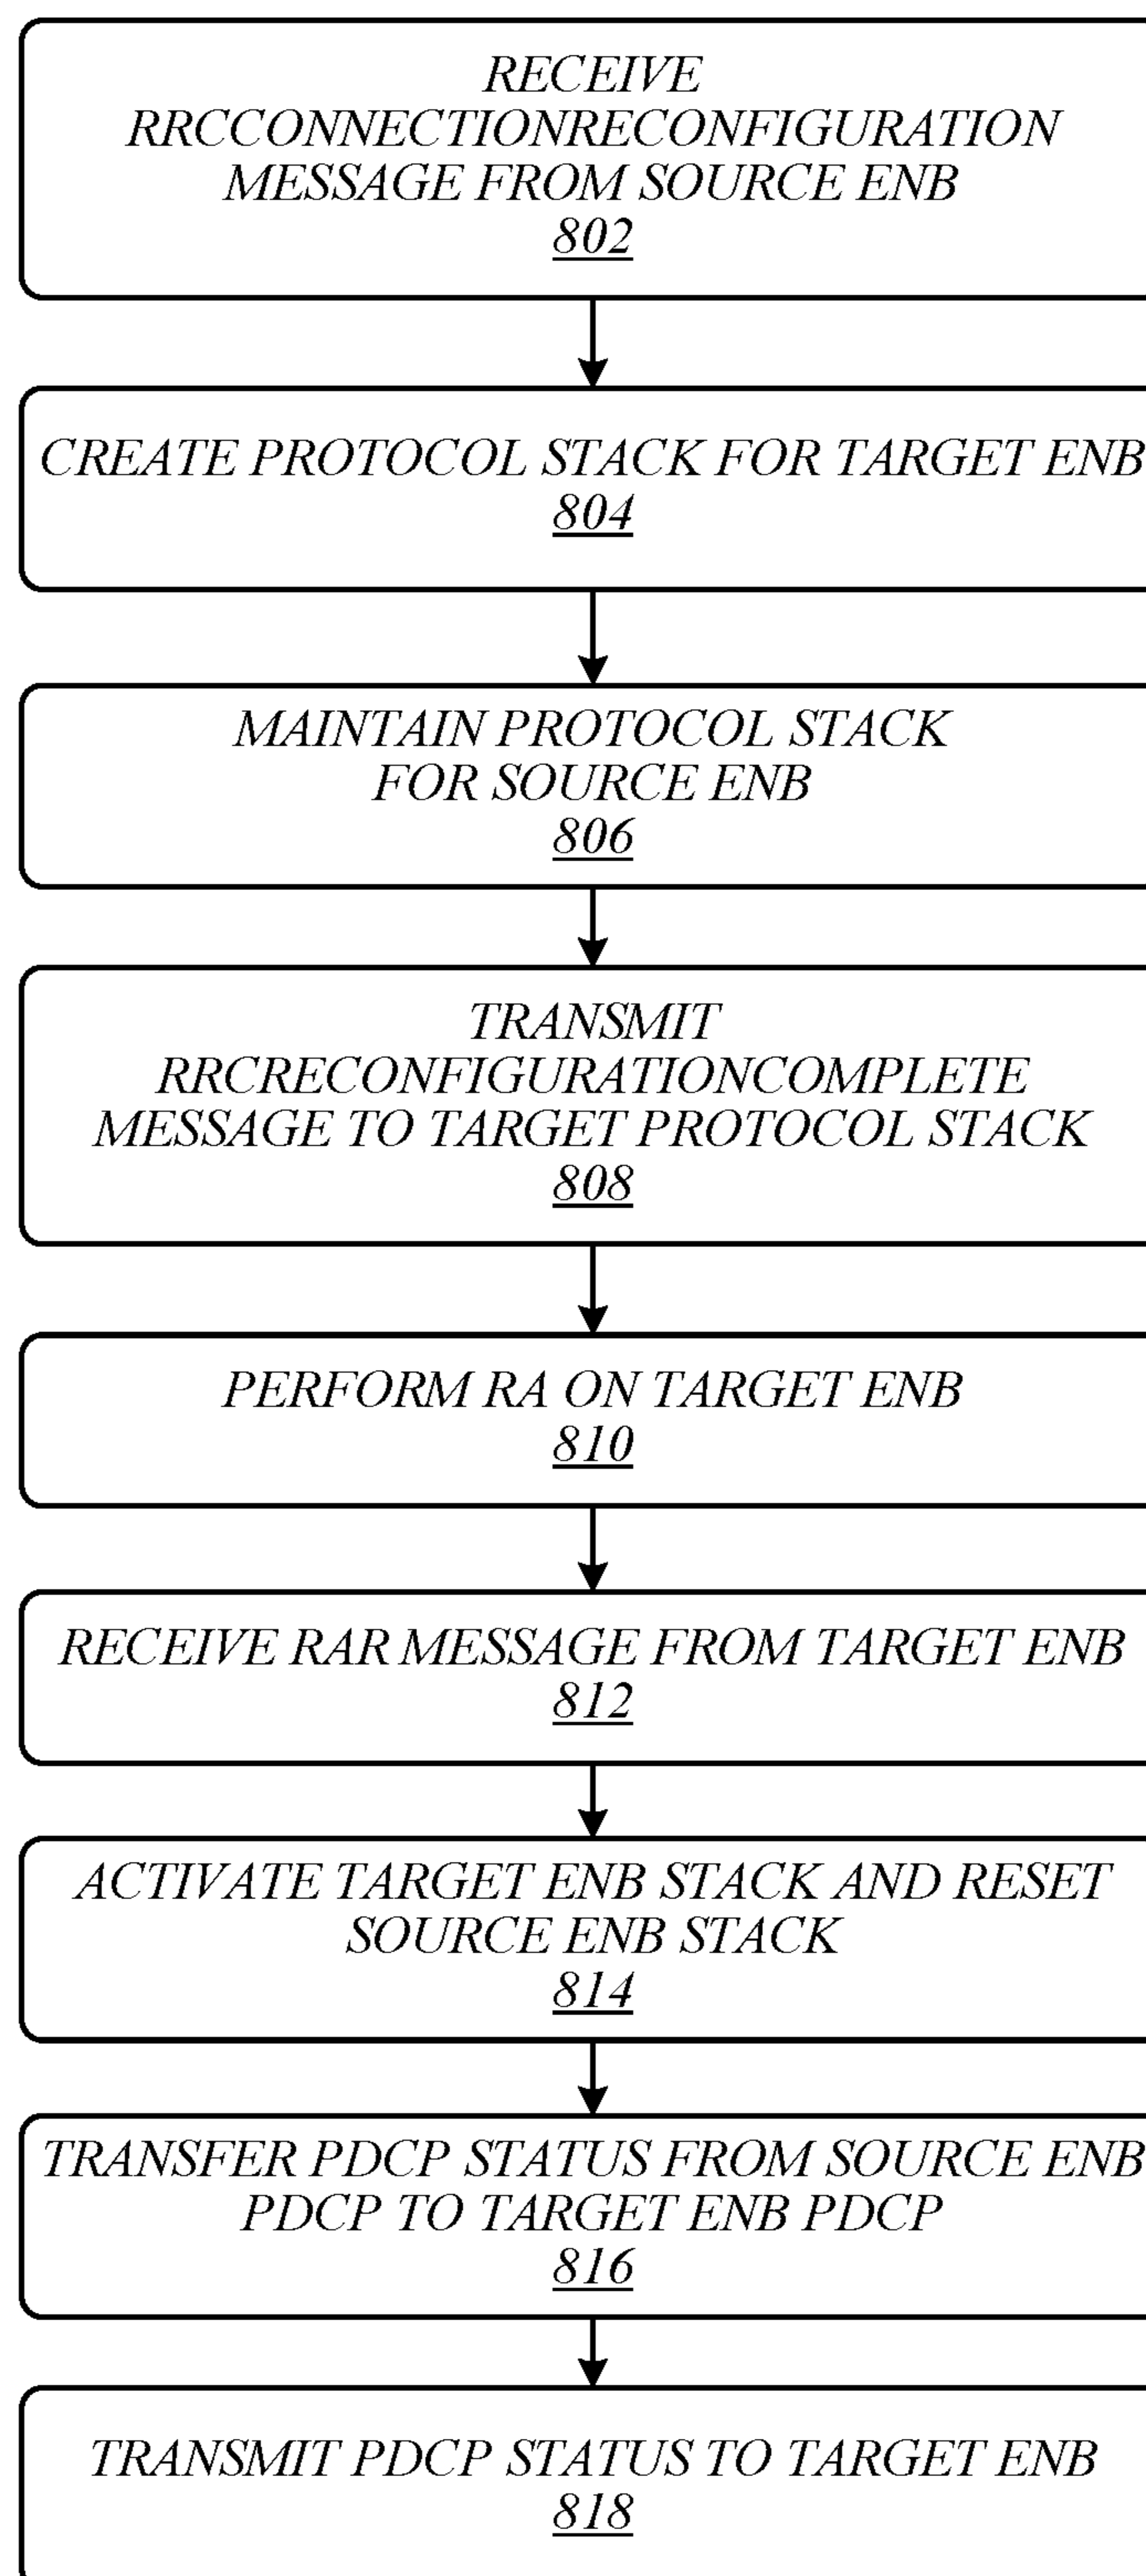 RECEIVE
RRCCONNECTIONRECONFIGURATION
MESSAGE FROM SOURCE ENB
802
CREATE PROTOCOL STACK FOR TARGET ENB
804
MAINTAIN PROTOCOL STACK
FOR SOURCE ENB
806
TRANSMIT
RRCRECONFIGURATIONCOMPLETE
MESSAGE TO TARGET PROTOCOL STACK
808
PERFORM RA ON TARGET ENB
810
RECEIVE RAR MESSAGE FROM TARGET ENB
812
ACTIVATE TARGET ENB STACK AND RESET
SOURCE ENB STACK
814
TRANSFER PDCP STATUS FROM SOURCE ENB
PDCP TO TARGET ENB PDCP
816
TRANSMIT PDCP STATUS TO TARGET ENB
818